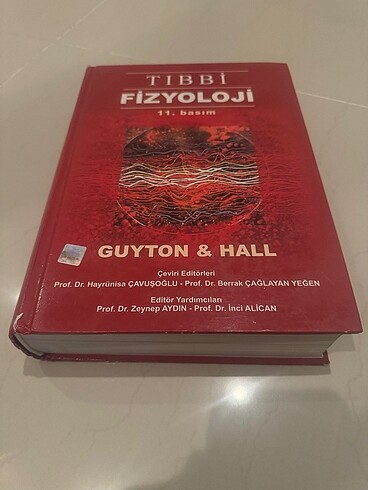 TIBBİ
FİZYOLOJİ
11. basım
GUYTON & HALL
Çeviri Editörleri
Prof. Dr. Hayrünisa ÇAVUŞOĞLU - Prof. Dr. Berrak ÇAĞLAYAN YEĞEN
Editör Yardımcıları
Prof. Dr. Zeynep AYDIN - Prof. Dr. İnci ALİCAN